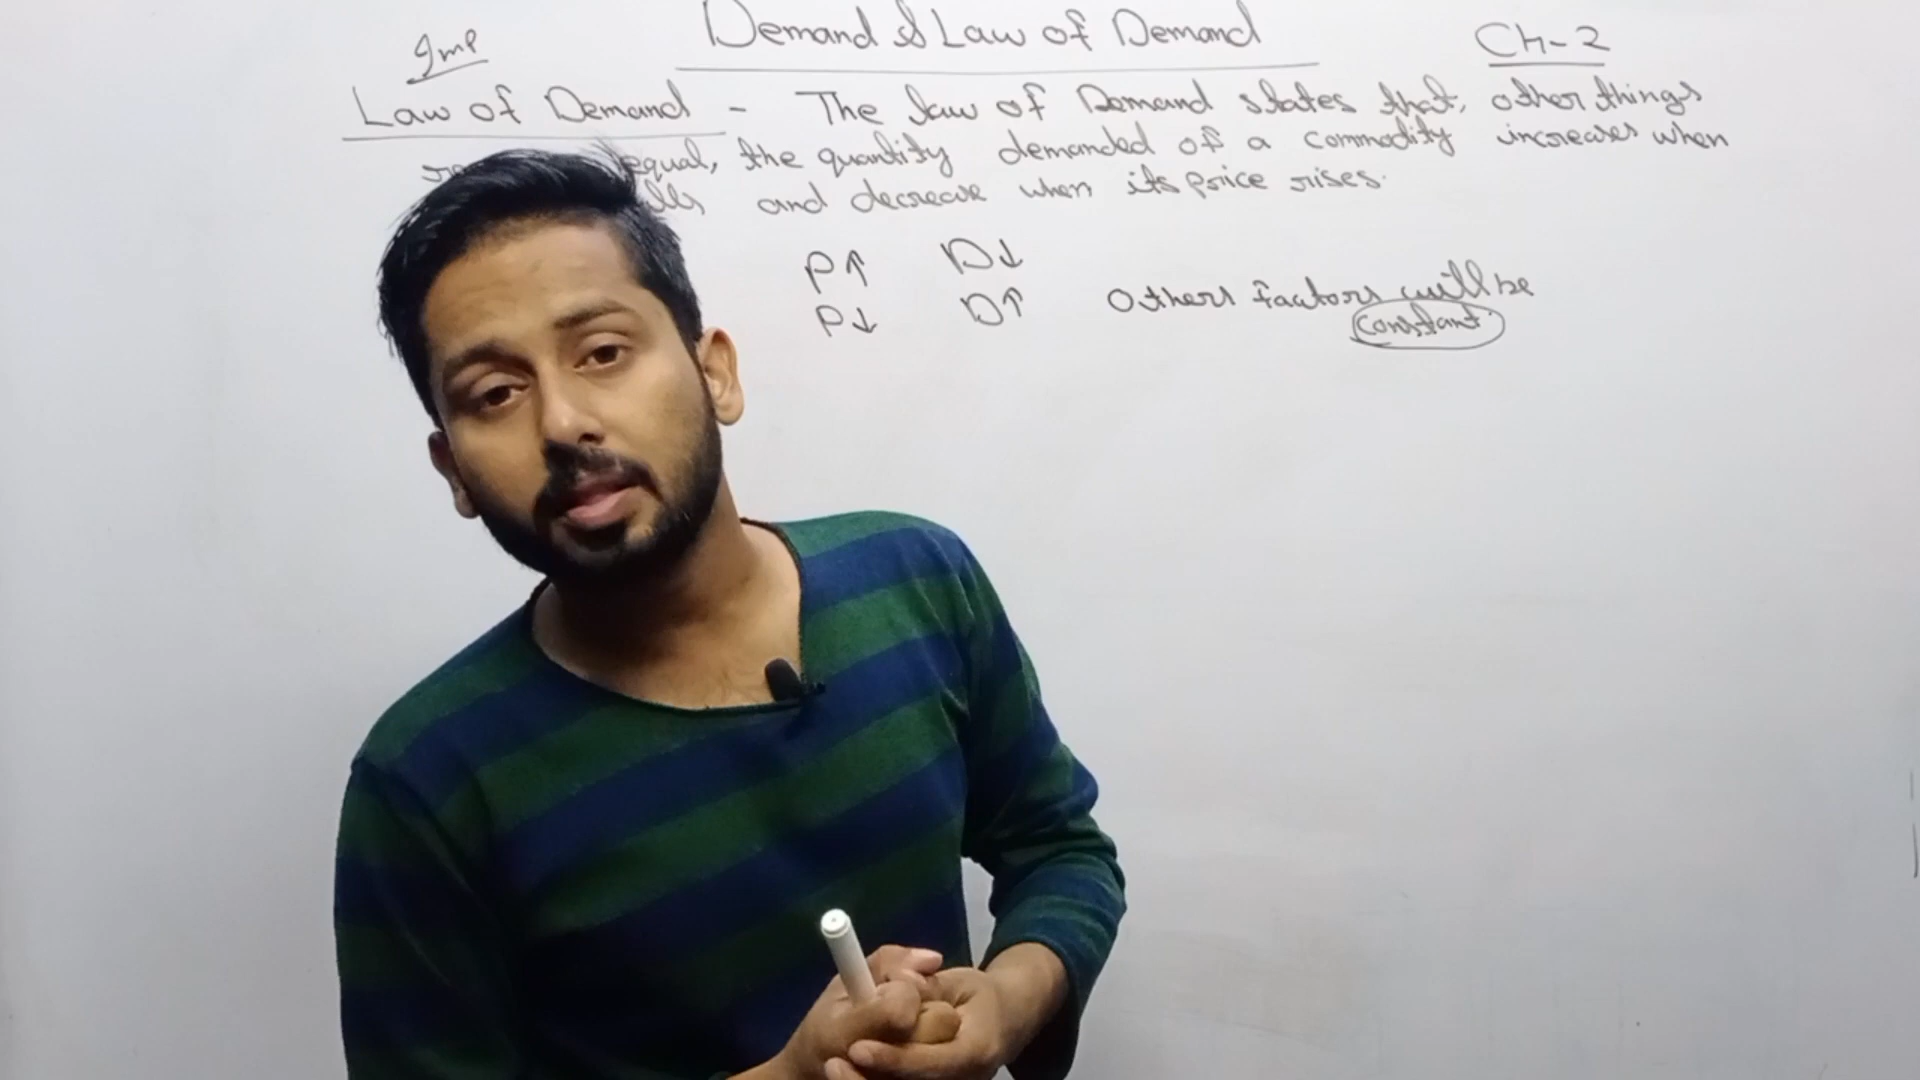 Demand & Law of Demand
Imp
Ch-2
Law of Demand - The law of Demand states that, other things
equal, the quantity demanded of a commodity increases when
and decrease when its price rises.
P↑ D↓
P↓ D↑
Others factors will be
constant.